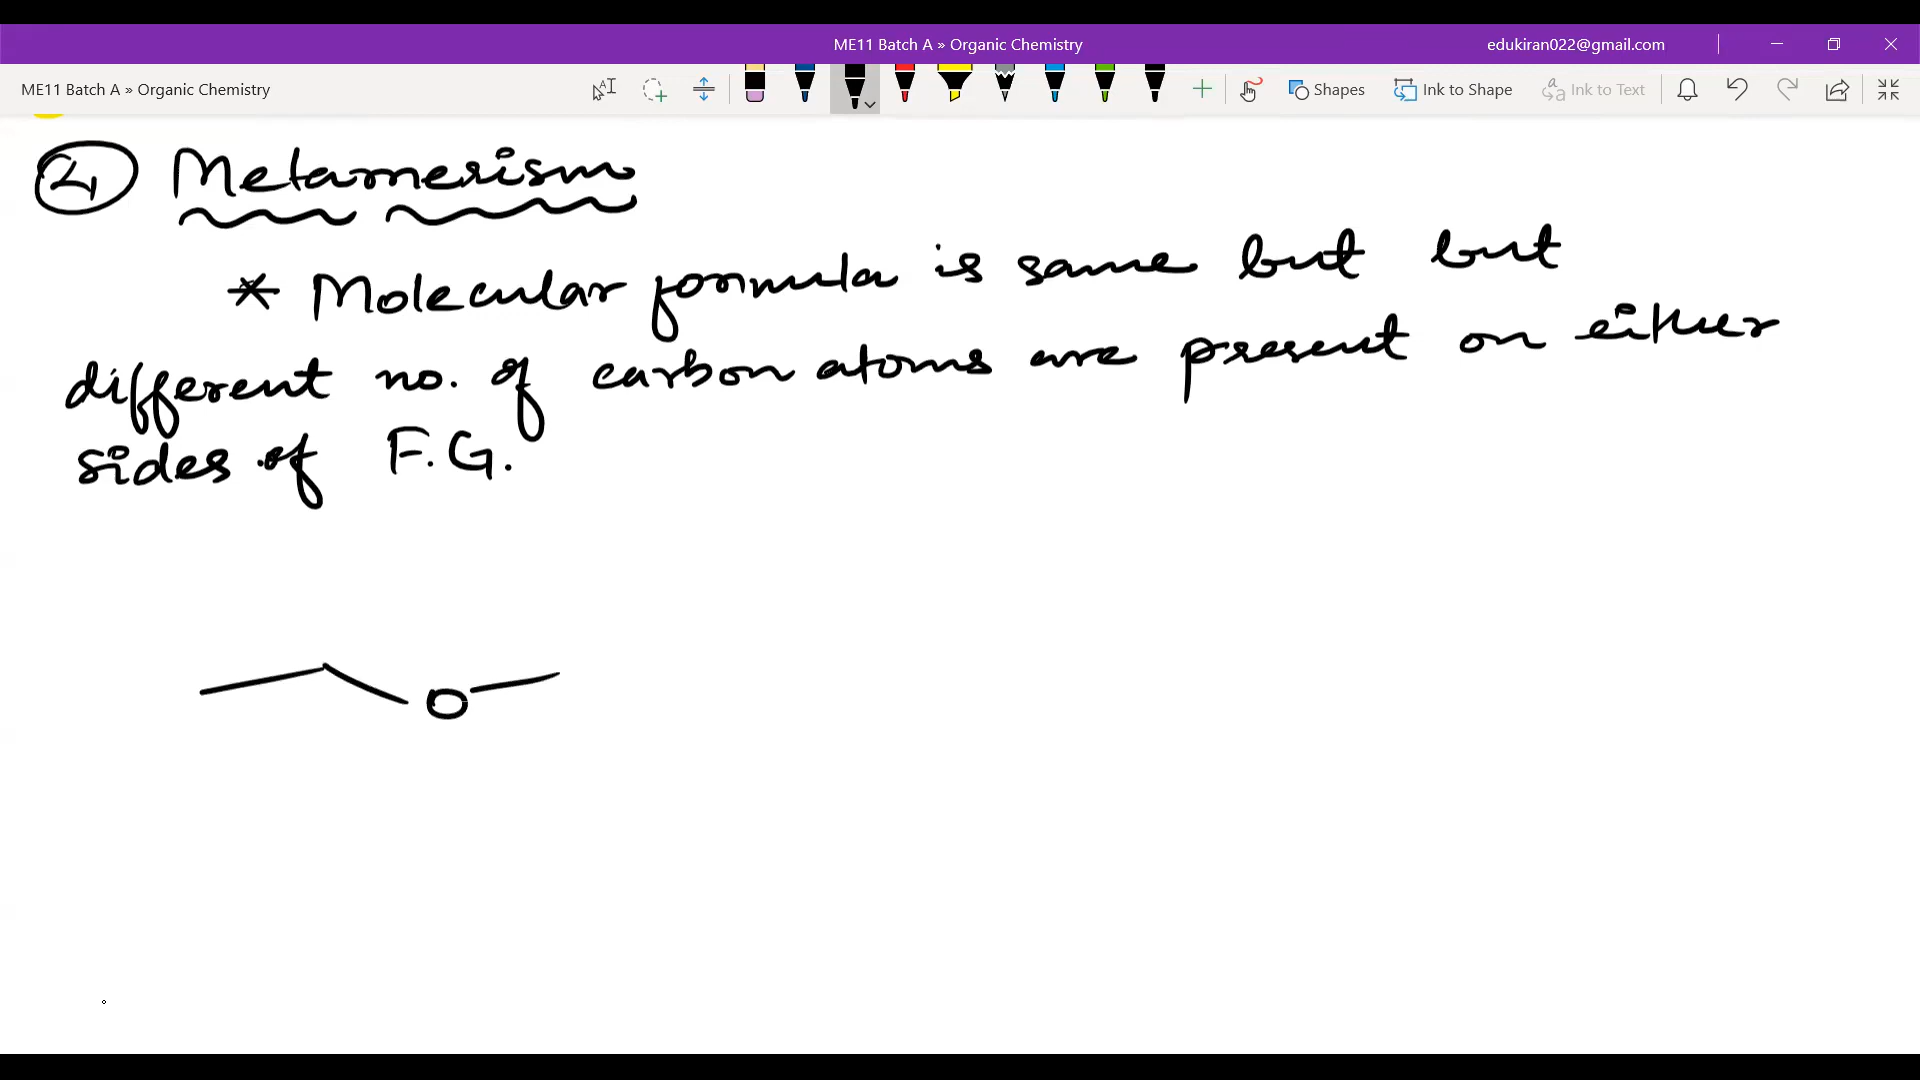 ME11 Batch A » Organic Chemistry
edukiran022@gmail.com
ME11 Batch A » Organic Chemistry
Shapes
Ink to Shape
Ink to Text
4 Metamerism
* Molecular formula is same but but
different no. of carbon atoms are present on either
sides of F.G.
O